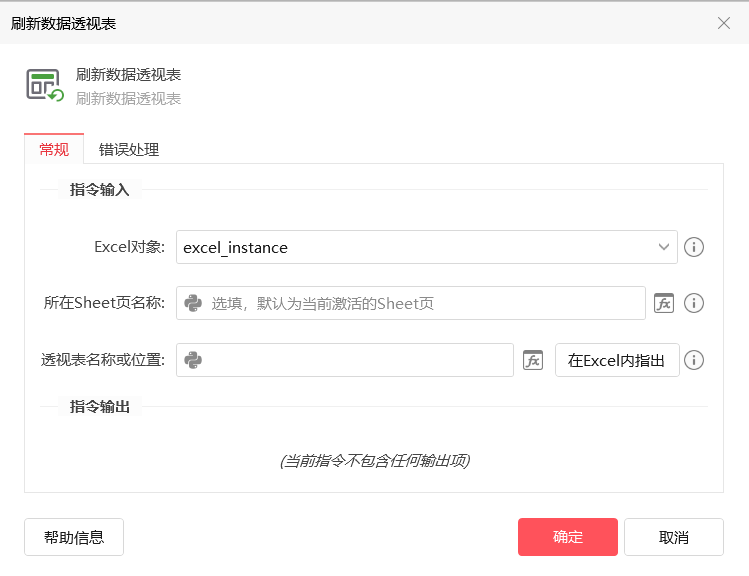 刷新数据透视表
刷新数据透视表
刷新数据透视表
常规 错误处理
指令输入
Excel对象: excel_instance
所在Sheet页名称: 选填，默认为当前激活的Sheet页 fx
透视表名称或位置: fx 在Excel内指出
指令输出
(当前指令不包含任何输出项)
帮助信息 确定 取消